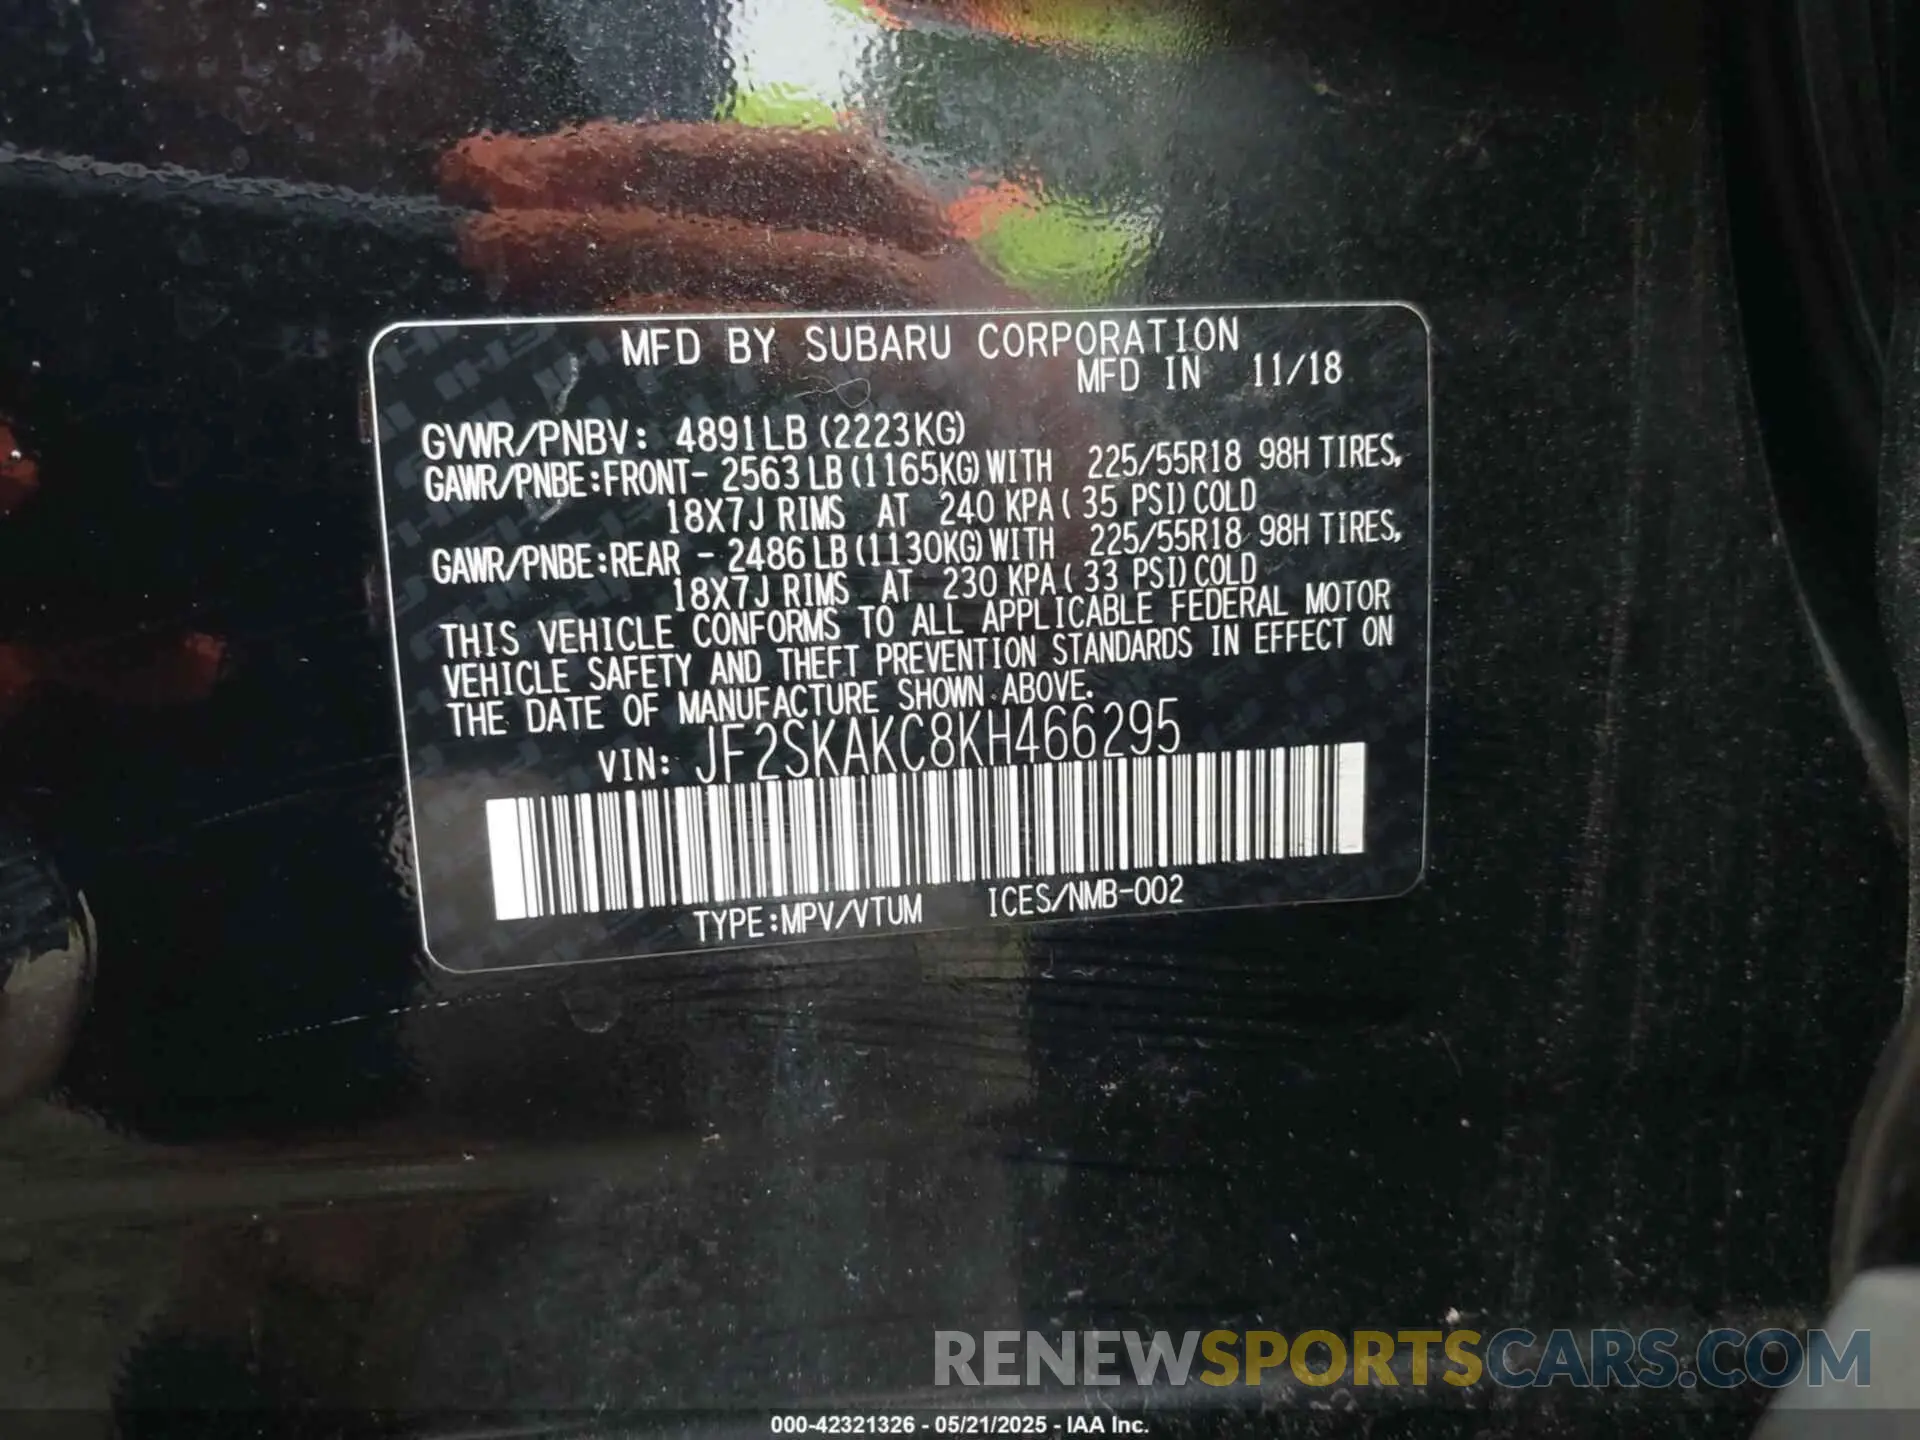 MFD BY SUBARU CORPORATION
MFD IN 11/18
GVWR/PNBV: 4891LB (2223KG)
GAWR/PNBE:FRONT- 2563 LB (1165KG) WITH 225/55R18 98H TIRES,
18X7J RIMS AT 240 KPA ( 35 PSI) COLD
GAWR/PNBE:REAR - 2486 LB (1130KG) WITH 225/55R18 98H TIRES,
18X7J RIMS AT 230 KPA ( 33 PSI) COLD
THIS VEHICLE CONFORMS TO ALL APPLICABLE FEDERAL MOTOR
VEHICLE SAFETY AND THEFT PREVENTION STANDARDS IN EFFECT ON
THE DATE OF MANUFACTURE SHOWN ABOVE.
VIN: JF2SKAKC8KH466295
TYPE:MPV/VTUM ICES/NMB-002
RENEWSPORTSCARS.COM
000-42321326 - 05/21/2025 - IAA Inc.